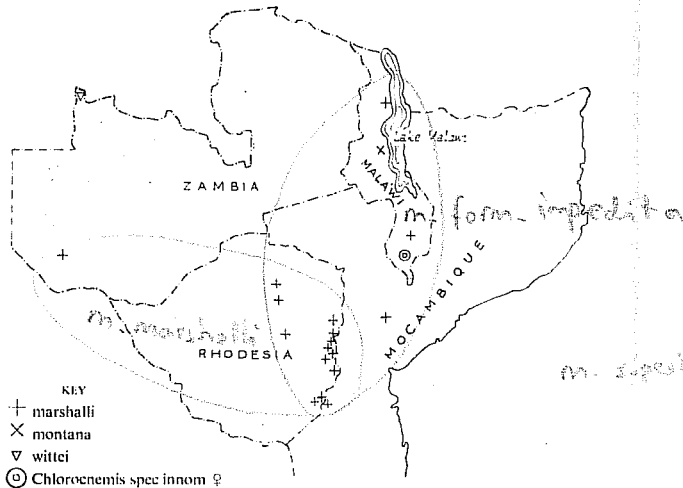 Lake Malawi
ZAMBIA
MALAWI
m. form. impedita
MOCAMBIQUE
m. marshalli
RHODESIA
KEY
marshalli
montana
wittei
Chlorocnemis spec innom ♀
m.